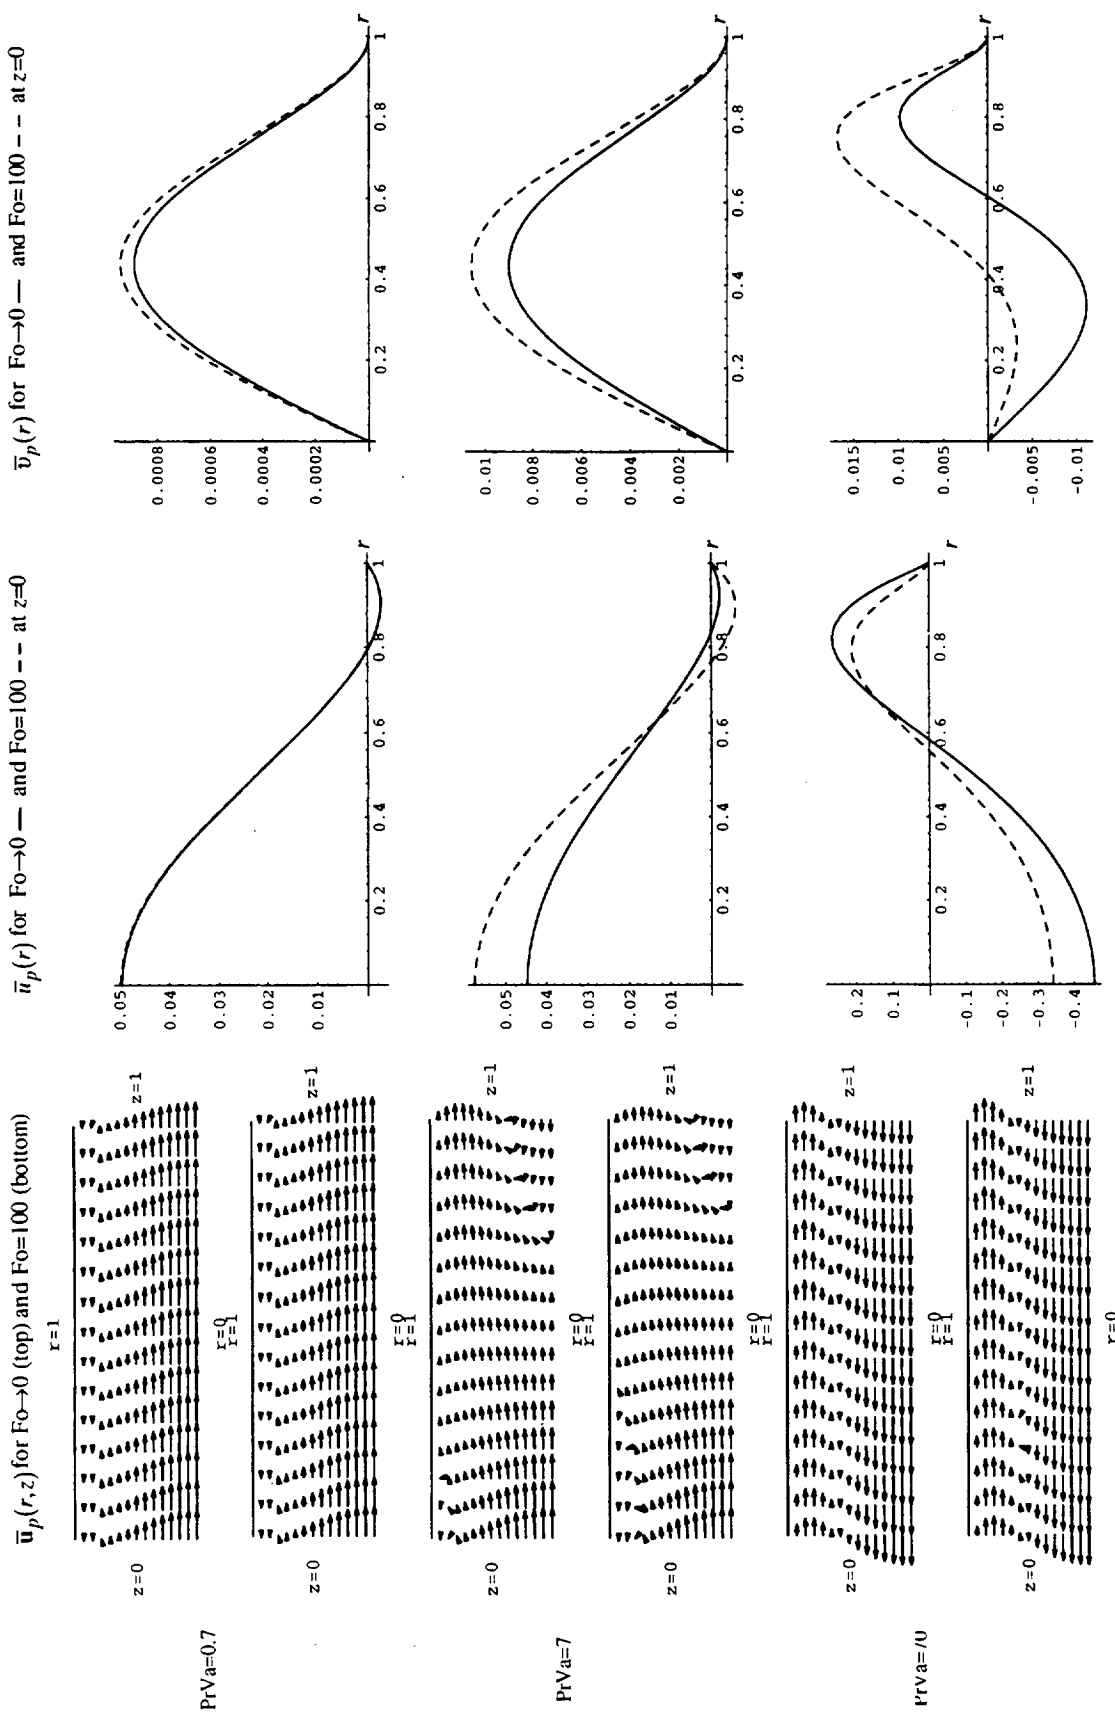 ū_p(r,z) for Fo→0 (top) and Fo=100 (bottom)
ū_p(r) for Fo→0 — and Fo=100 - - at z=0
ῡ_p(r) for Fo→0 — and Fo=100 - - at z=0
PrVa=0.7
r=1
z=0
z=1
r=0
r=1
z=0
z=1
r=0
0.05
0.04
0.03
0.02
0.01
0.2
0.4
0.6
0.8
1
r
0.0008
0.0006
0.0004
0.0002
0.2
0.4
0.6
0.8
1
r
PrVa=7
r=1
z=0
z=1
r=0
r=1
z=0
z=1
r=0
0.05
0.04
0.03
0.02
0.01
0.2
0.4
0.6
0.8
1
r
0.01
0.008
0.006
0.004
0.002
0.2
0.4
0.6
0.8
1
r
PrVa=70
r=1
z=0
z=1
r=0
r=1
z=0
z=1
r=0
0.2
0.1
-0.1
-0.2
-0.3
-0.4
0.2
0.4
0.6
0.8
1
r
0.015
0.01
0.005
-0.005
-0.01
0.2
0.4
0.6
0.8
1
r